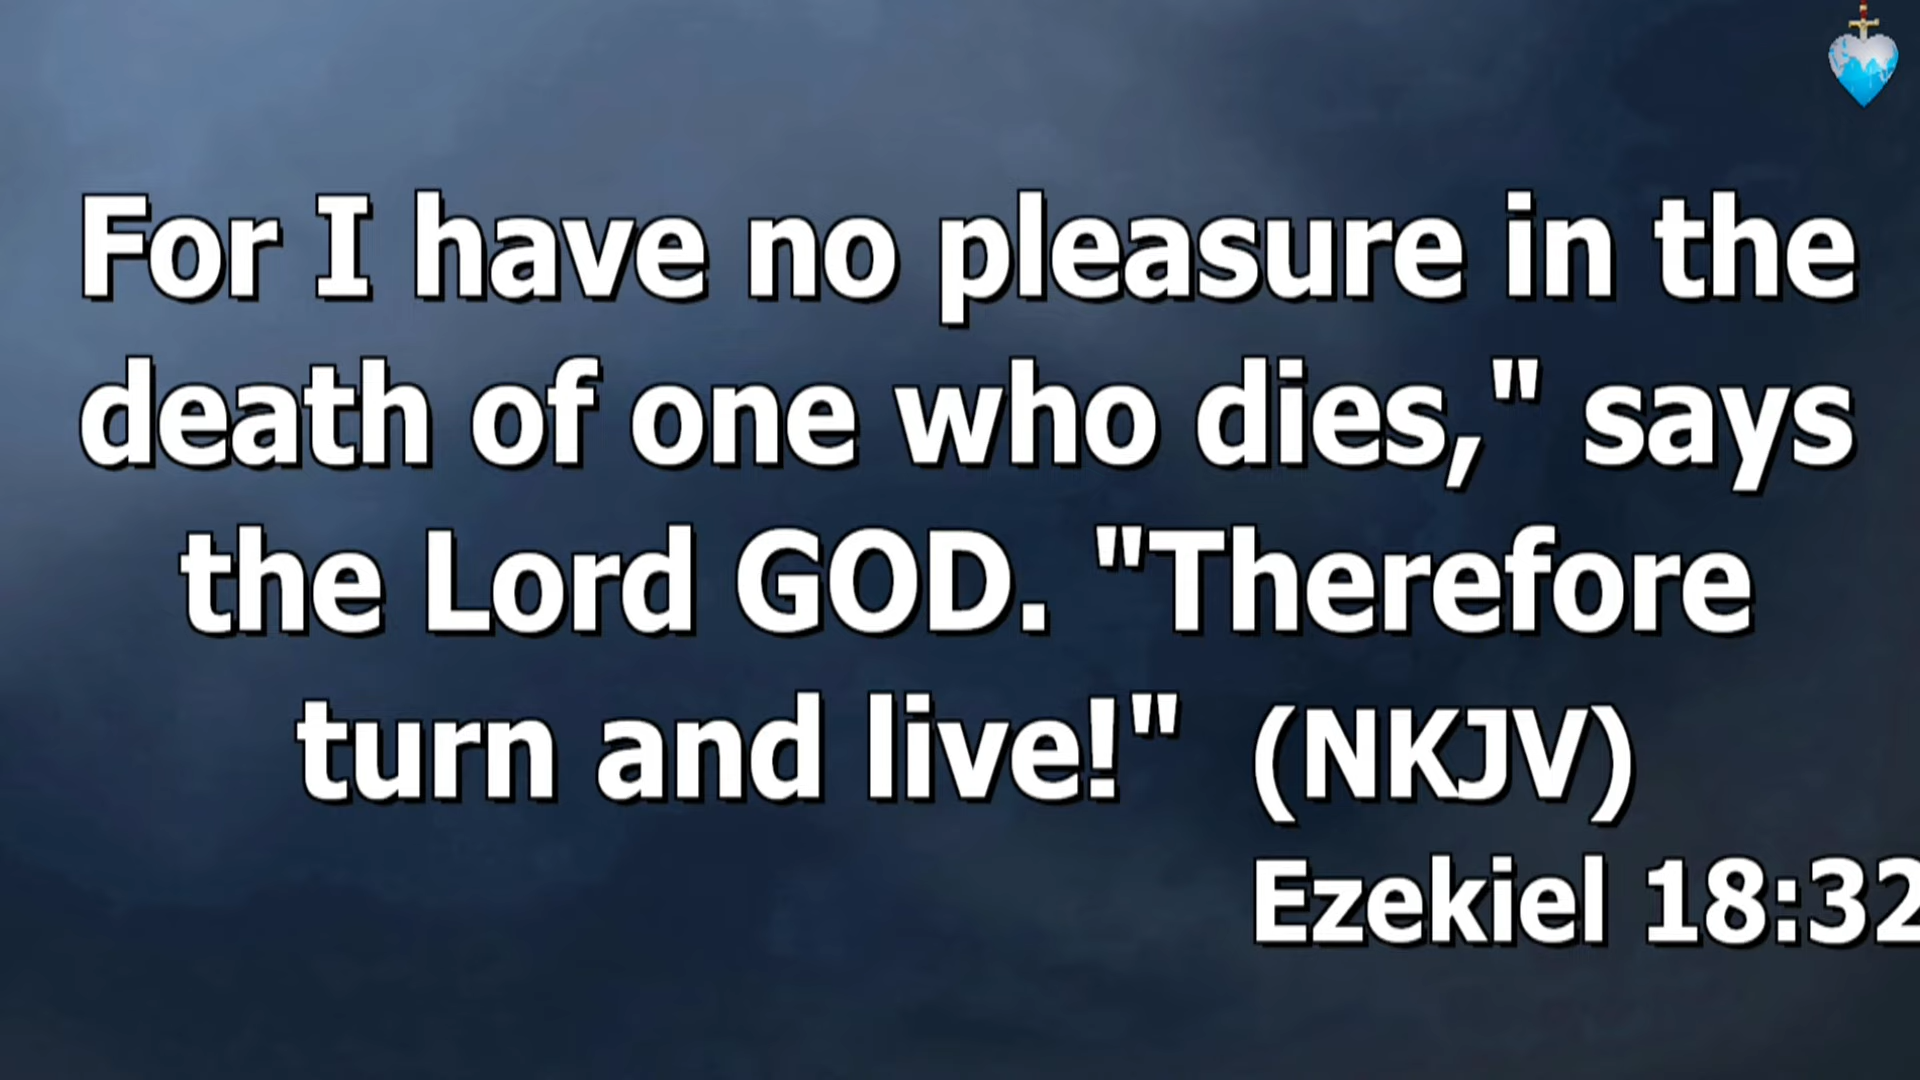 For I have no pleasure in the
death of one who dies," says
the Lord GOD. "Therefore
turn and live!" (NKJV)
Ezekiel 18:32